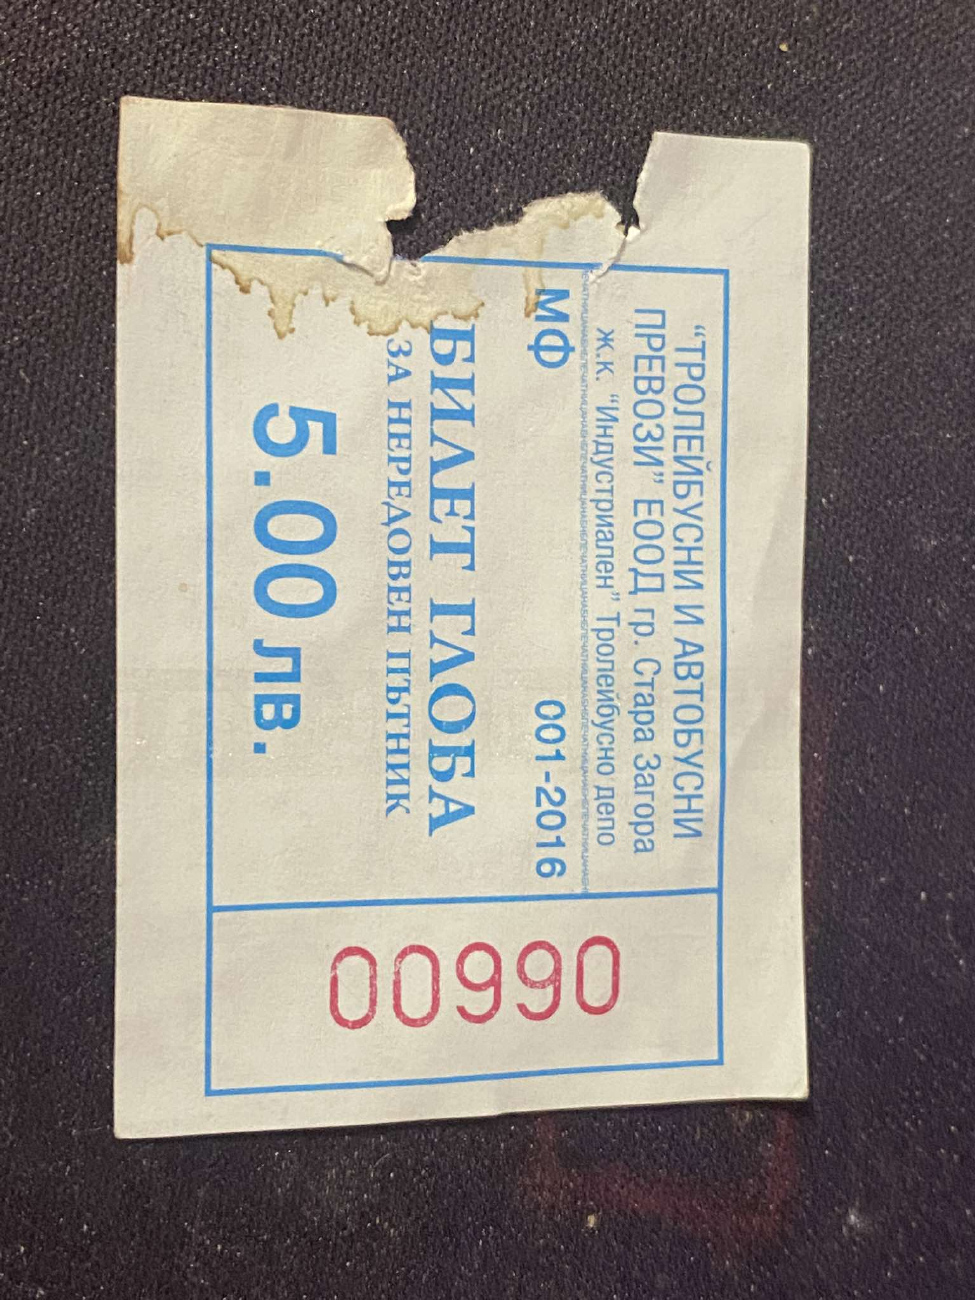 “ТРОЛЕЙБУСНИ И АВТОБУСНИ
ПРЕВОЗИ” ЕООД гр. Стара Загора
ж.к. “Индустриален” Тролейбусно депо
МФ 001-2016
БИЛЕТ ГЛОБА
ЗА НЕРЕДОВЕН ПЪТНИК
5.00 лв.
00990